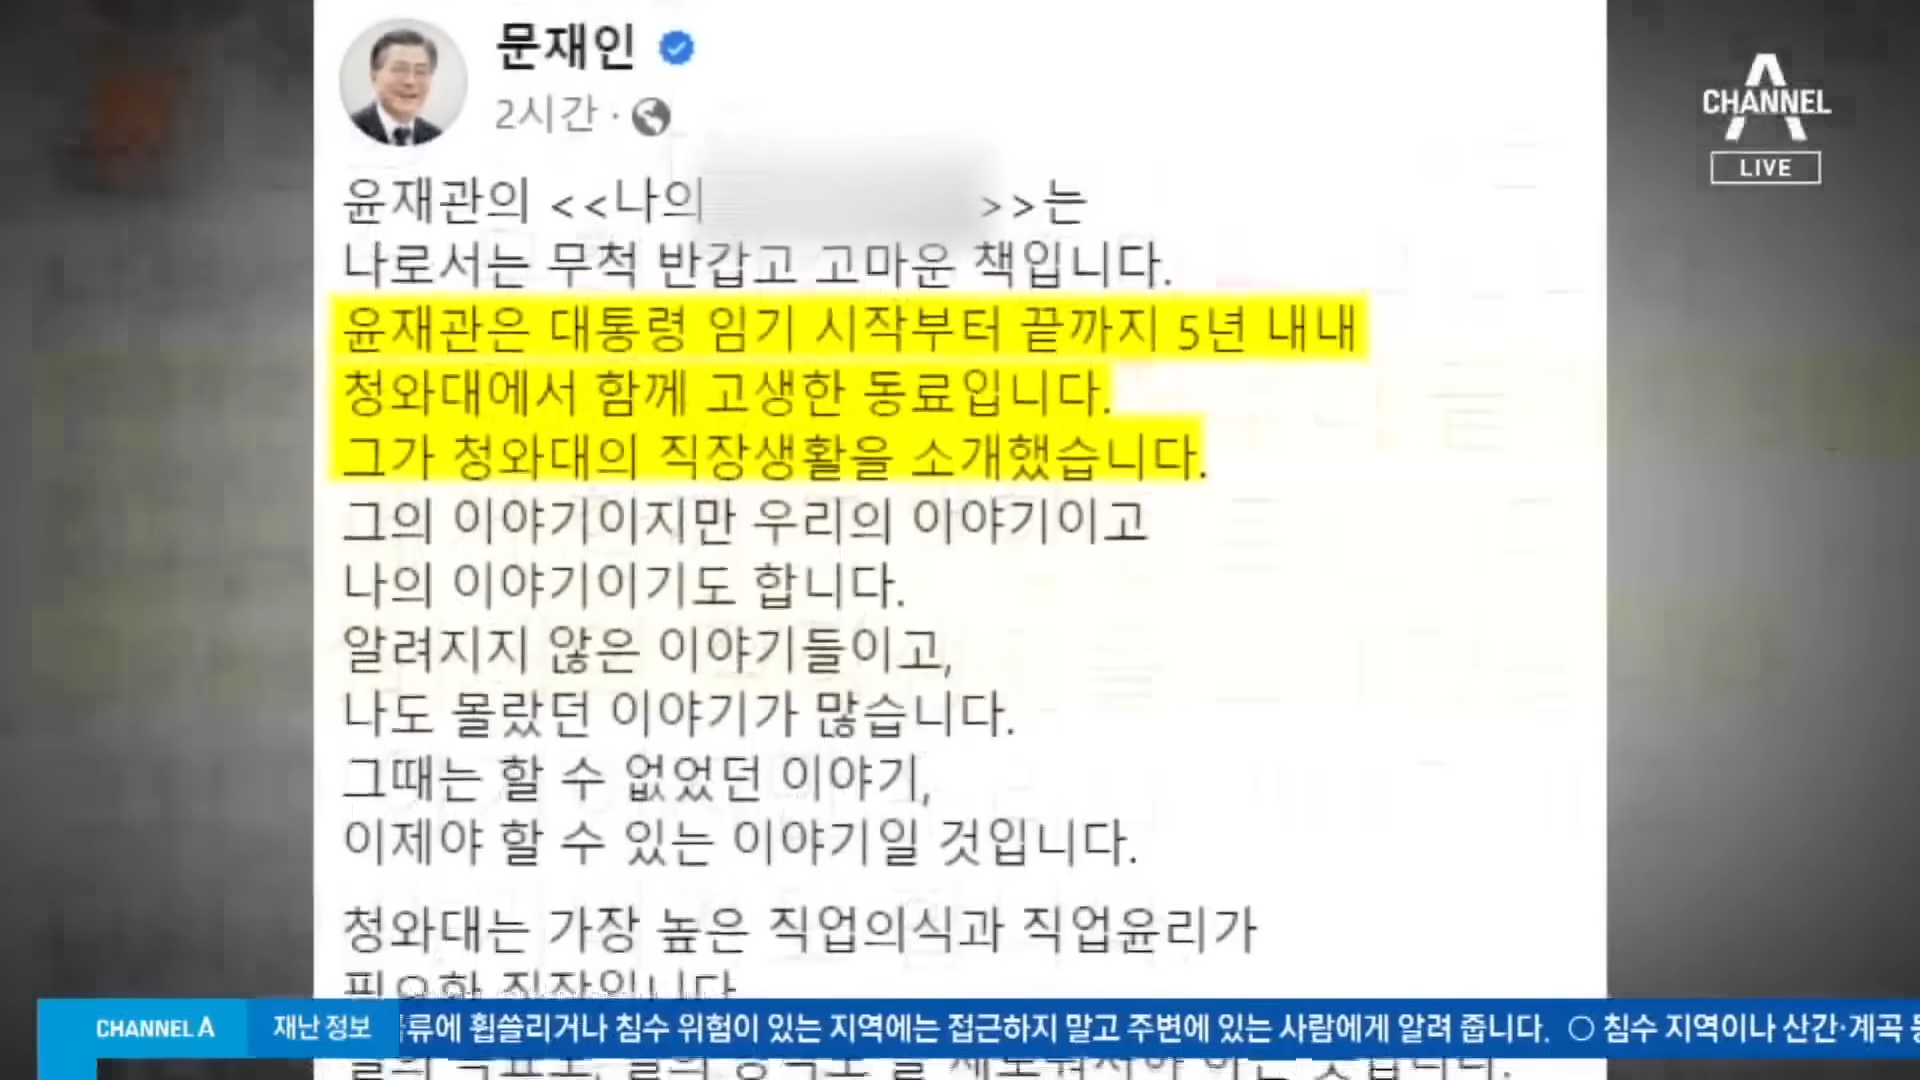 문재인
2시간 ·
윤재관의 <<나의 >>는
나로서는 무척 반갑고 고마운 책입니다.
윤재관은 대통령 임기 시작부터 끝까지 5년 내내
청와대에서 함께 고생한 동료입니다.
그가 청와대의 직장생활을 소개했습니다.
그의 이야기이지만 우리의 이야기이고
나의 이야기이기도 합니다.
알려지지 않은 이야기들이고,
나도 몰랐던 이야기가 많습니다.
그때는 할 수 없었던 이야기,
이제야 할 수 있는 이야기일 것입니다.
청와대는 가장 높은 직업의식과 직업윤리가
필요한 직장입니다
CHANNEL A
LIVE
CHANNEL A 재난 정보 휩쓸리거나 침수 위험이 있는 지역에는 접근하지 말고 주변에 있는 사람에게 알려 줍니다. ○ 침수 지역이나 산간·계곡